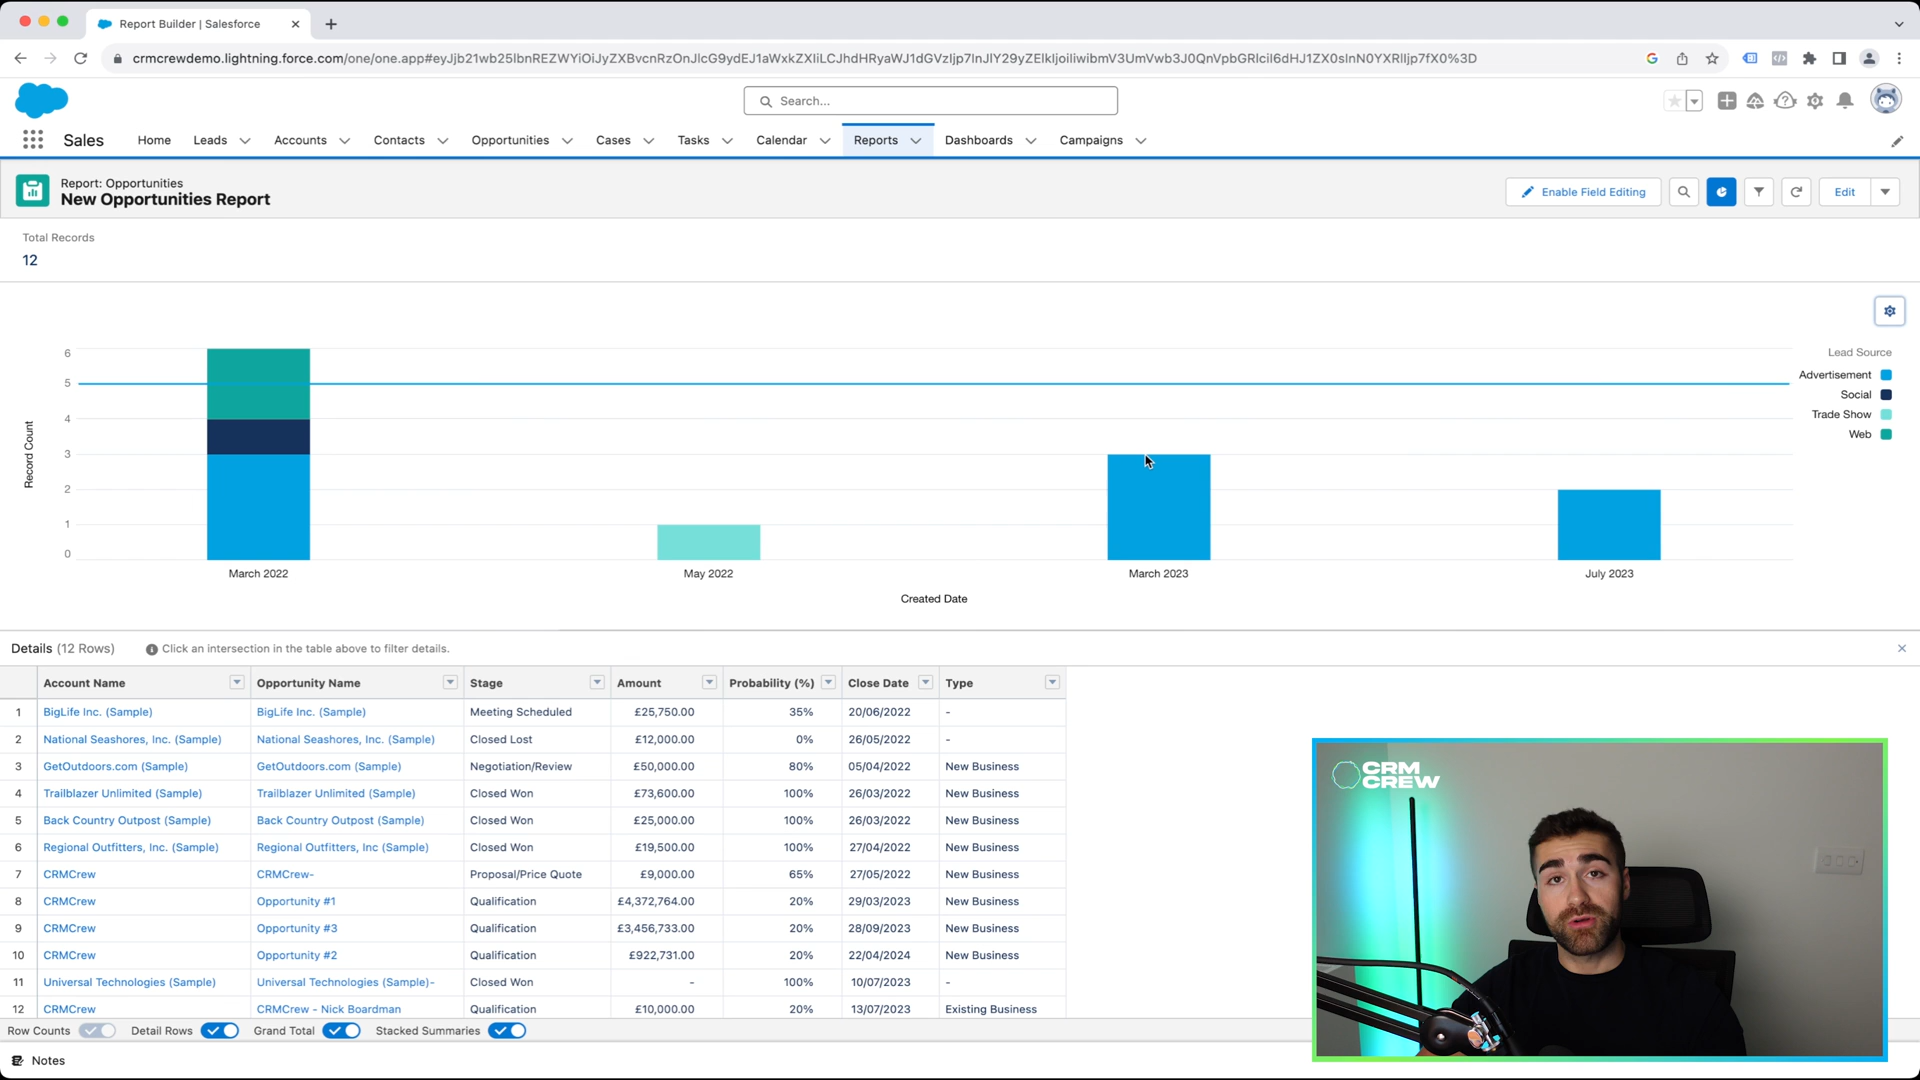 Report Builder | Salesforce
crmcrewdemo.lightning.force.com/one/one.app#eyJjb21wb25lbnREZWYiOiJyZXBvcnRzOnJlcG9ydEJ1aWxkZXIiLCJhdHRyaWJ1dGVzIjp7InJlY29yZElkIjoiIiwibmV3UmVwb3J0QnVpbGRlciI6dHJ1ZX0sInN0YXRlIjp7fX0%3D
Search...
Sales
Home
Leads
Accounts
Contacts
Opportunities
Cases
Tasks
Calendar
Reports
Dashboards
Campaigns
Report: Opportunities
New Opportunities Report
Enable Field Editing
Edit
Total Records
12
Record Count
6
5
4
3
2
1
0
March 2022
May 2022
March 2023
July 2023
Created Date
Lead Source
Advertisement
Social
Trade Show
Web
Details (12 Rows)
Click an intersection in the table above to filter details.
Account Name Opportunity Name Stage Amount Probability (%) Close Date Type
1 BigLife Inc. (Sample) BigLife Inc. (Sample) Meeting Scheduled £25,750.00 35% 20/06/2022 -
2 National Seashores, Inc. (Sample) National Seashores, Inc. (Sample) Closed Lost £12,000.00 0% 26/05/2022 -
3 GetOutdoors.com (Sample) GetOutdoors.com (Sample) Negotiation/Review £50,000.00 80% 05/04/2022 New Business
4 Trailblazer Unlimited (Sample) Trailblazer Unlimited (Sample) Closed Won £73,600.00 100% 26/03/2022 New Business
5 Back Country Outpost (Sample) Back Country Outpost (Sample) Closed Won £25,000.00 100% 26/03/2022 New Business
6 Regional Outfitters, Inc. (Sample) Regional Outfitters, Inc (Sample) Closed Won £19,500.00 100% 27/04/2022 New Business
7 CRMCrew CRMCrew- Proposal/Price Quote £9,000.00 65% 27/05/2022 New Business
8 CRMCrew Opportunity #1 Qualification £4,372,764.00 20% 29/03/2023 New Business
9 CRMCrew Opportunity #3 Qualification £3,456,733.00 20% 28/09/2023 New Business
10 CRMCrew Opportunity #2 Qualification £922,731.00 20% 22/04/2024 New Business
11 Universal Technologies (Sample) Universal Technologies (Sample)- Closed Won - 100% 10/07/2023 -
12 CRMCrew CRMCrew - Nick Boardman Qualification £10,000.00 20% 13/07/2023 Existing Business
Row Counts
Detail Rows
Grand Total
Stacked Summaries
Notes
CRM
CREW